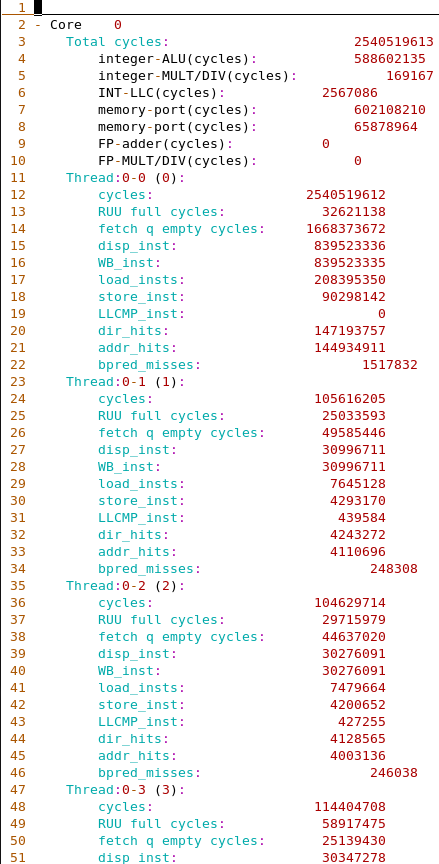 1
2 - Core    0
3     Total cycles:                       2540519613
4         integer-ALU(cycles):            588602135
5         integer-MULT/DIV(cycles):           169167
6         INT-LLC(cycles):            2567086
7         memory-port(cycles):            602108210
8         memory-port(cycles):            65878964
9         FP-adder(cycles):           0
10         FP-MULT/DIV(cycles):            0
11     Thread:0-0 (0):
12         cycles:                   2540519612
13         RUU full cycles:            32621138
14         fetch q empty cycles:     1668373672
15         disp_inst:                 839523336
16         WB_inst:                   839523335
17         load_insts:                208395350
18         store_inst:                 90298142
19         LLCMP_inst:                        0
20         dir_hits:                  147193757
21         addr_hits:                 144934911
22         bpred_misses:                    1517832
23     Thread:0-1 (1):
24         cycles:                    105616205
25         RUU full cycles:            25033593
26         fetch q empty cycles:       49585446
27         disp_inst:                  30996711
28         WB_inst:                    30996711
29         load_insts:                  7645128
30         store_inst:                  4293170
31         LLCMP_inst:                   439584
32         dir_hits:                    4243272
33         addr_hits:                   4110696
34         bpred_misses:                     248308
35     Thread:0-2 (2):
36         cycles:                    104629714
37         RUU full cycles:            29715979
38         fetch q empty cycles:       44637020
39         disp_inst:                  30276091
40         WB_inst:                    30276091
41         load_insts:                  7479664
42         store_inst:                  4200652
43         LLCMP_inst:                   427255
44         dir_hits:                    4128565
45         addr_hits:                   4003136
46         bpred_misses:                     246038
47     Thread:0-3 (3):
48         cycles:                    114404708
49         RUU full cycles:            58917475
50         fetch q empty cycles:       25139430
51         disp_inst:                  30347278